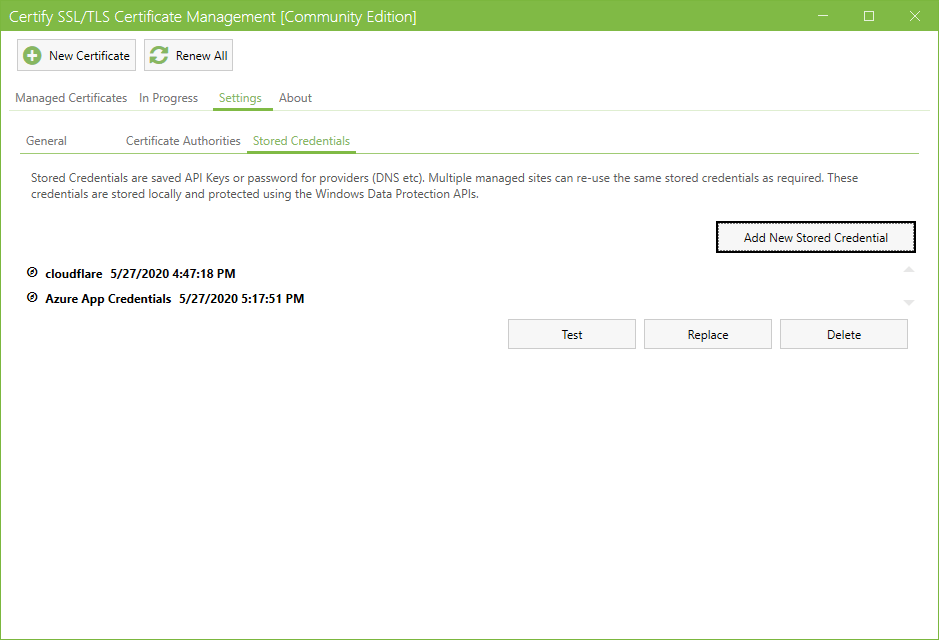 Certify SSL/TLS Certificate Management [Community Edition]
New Certificate
Renew All
Managed Certificates
In Progress
Settings
About
General
Certificate Authorities
Stored Credentials
Stored Credentials are saved API Keys or password for providers (DNS etc). Multiple managed sites can re-use the same stored credentials as required. These
credentials are stored locally and protected using the Windows Data Protection APIs.
Add New Stored Credential
cloudflare 5/27/2020 4:47:18 PM
Azure App Credentials 5/27/2020 5:17:51 PM
Test
Replace
Delete